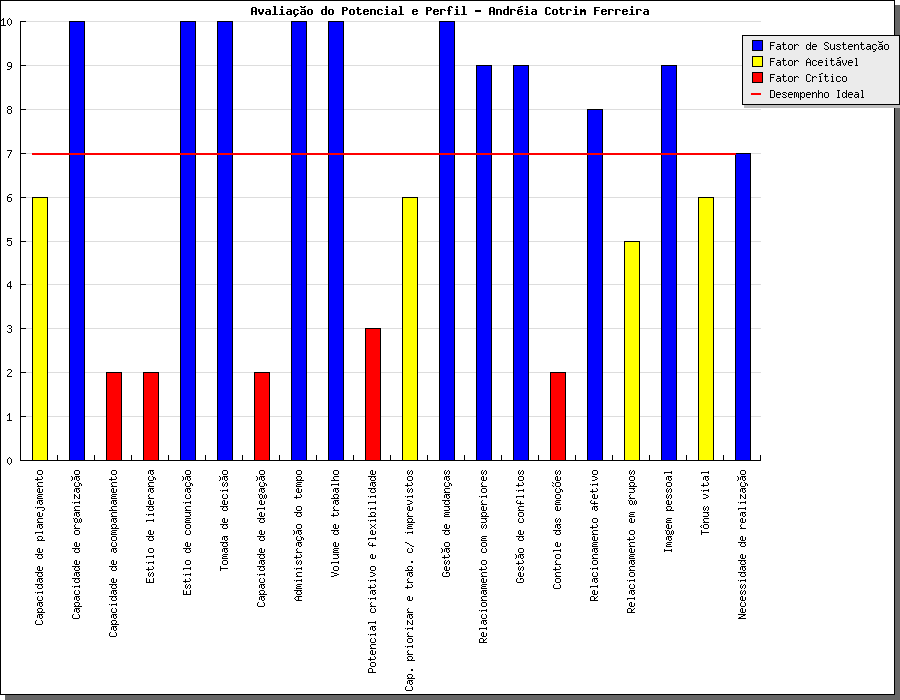 Avaliação do Potencial e Perfil - Andréia Cotrim Ferreira
Fator de Sustentação
Fator Aceitável
Fator Crítico
Desempenho Ideal
10
9
8
7
6
5
4
3
2
1
0
Capacidade de planejamento
Capacidade de organização
Capacidade de acompanhamento
Estilo de liderança
Estilo de comunicação
Tomada de decisão
Capacidade de delegação
Administração do tempo
Volume de trabalho
Potencial criativo e flexibilidade
Cap. priorizar e trab. c/ imprevistos
Gestão de mudanças
Relacionamento com superiores
Gestão de conflitos
Controle das emoções
Relacionamento afetivo
Relacionamento em grupos
Imagem pessoal
Tônus vital
Necessidade de realização